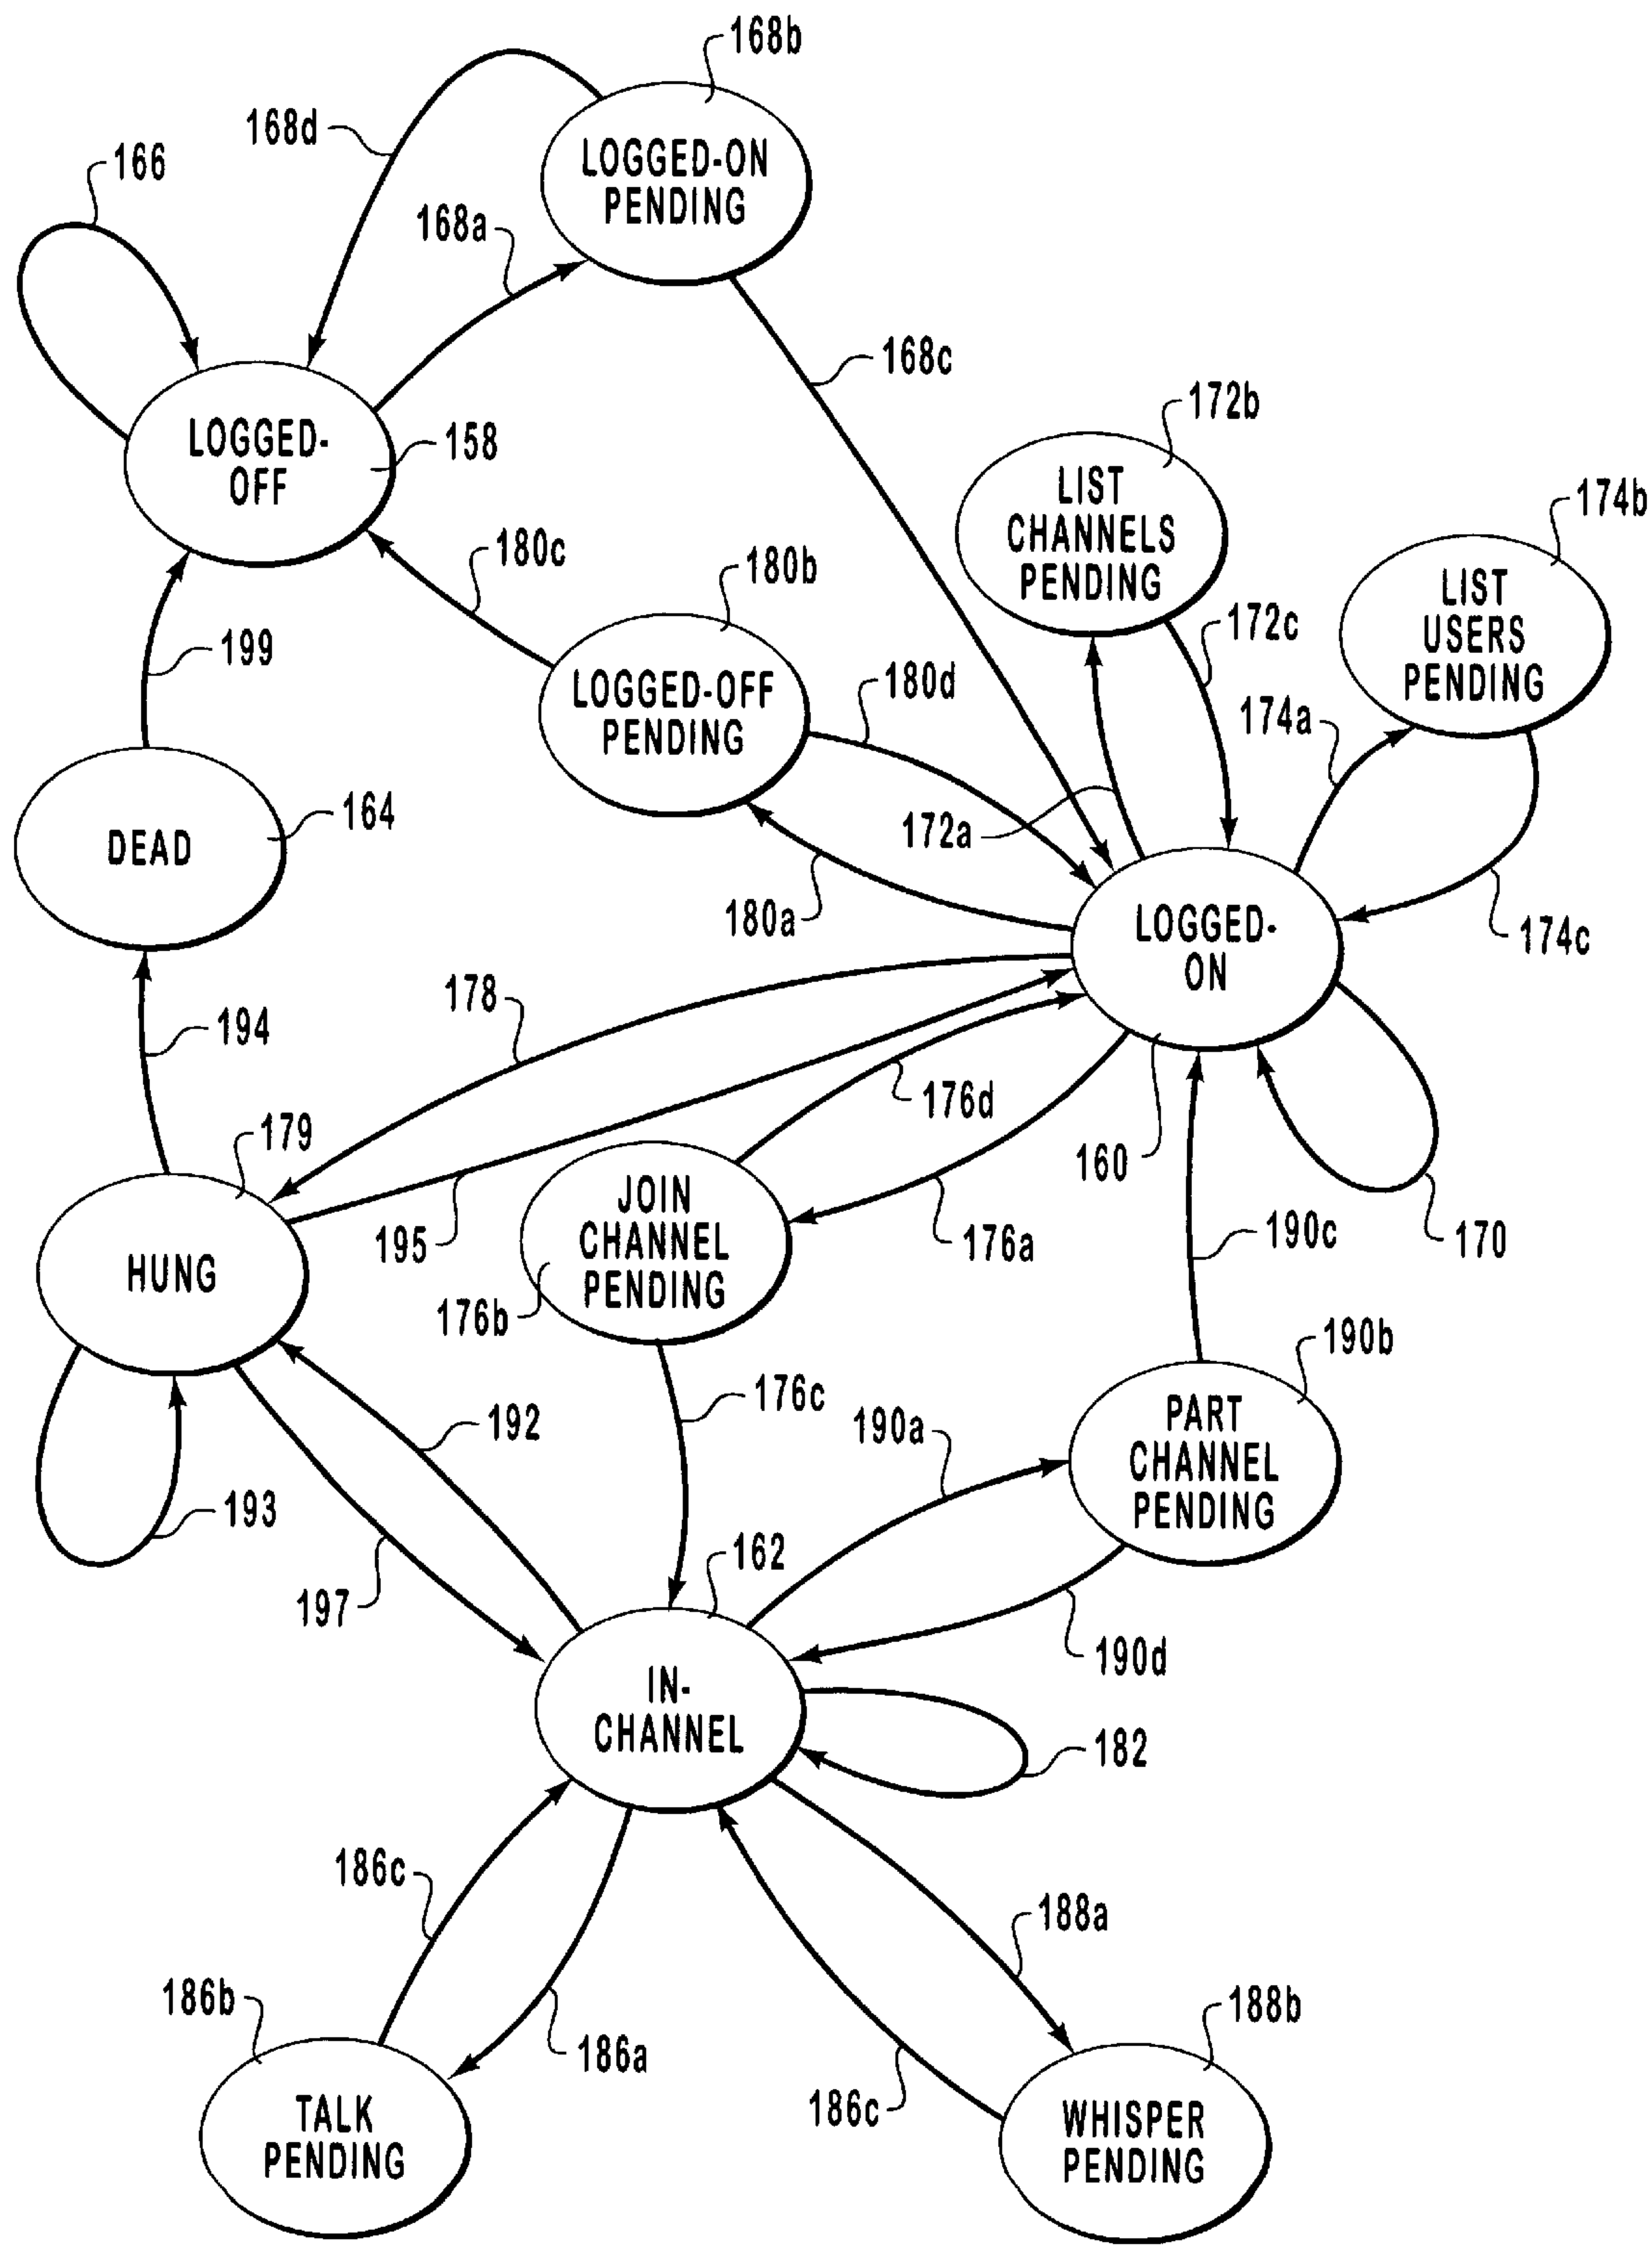 168b
168d
LOGGED-ON
PENDING
166
168a
168c
LOGGED-
OFF
158
172b
LIST
CHANNELS
PENDING
174b
LIST
USERS
PENDING
180c
180b
172c
199
LOGGED-OFF
PENDING
180d
174a
DEAD
164
172a
180a
LOGGED-
ON
174c
178
194
176d
179
160
JOIN
CHANNEL
PENDING
195
176a
190c
170
HUNG
176b
190b
176c
192
190a
PART
CHANNEL
PENDING
193
162
197
190d
IN-
CHANNEL
182
186c
188a
186b
186a
188b
186c
TALK
PENDING
WHISPER
PENDING